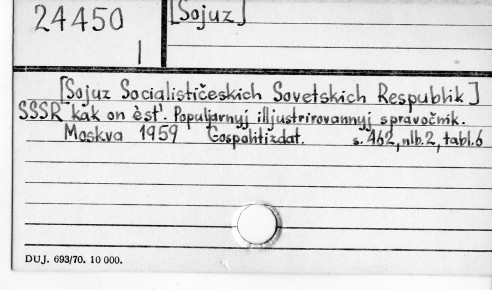 24450
I
[Sojuz]
[Sojuz Socialističeskich Sovetskich Respublik]
SSSR kak on èst'. Populjarnyj illjustrirovannyj spravočnik.
Moskva 1959 Gospolitizdat. s. 462, nlb. 2, tabl. 6
DUJ. 693/70. 10 000.